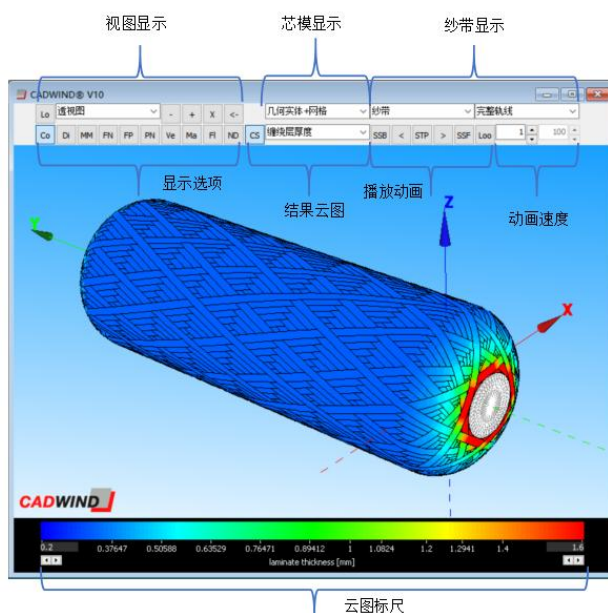 视图显示 芯模显示 纱带显示
CADWIND® V10
Lo 透视图 - + X <- 几何实体+网格 纱带 完整轨线
Co Di MM FN FP PN Ve Ma Fl ND CS 缠绕层厚度 SSB < STP > SSF Loo 1 100
显示选项 结果云图 播放动画 动画速度
Z
Y
X
CADWIND
0.2 0.37647 0.50588 0.63529 0.76471 0.89412 1 1.0824 1.2 1.2941 1.4 1.6
laminate thickness [mm]
云图标尺